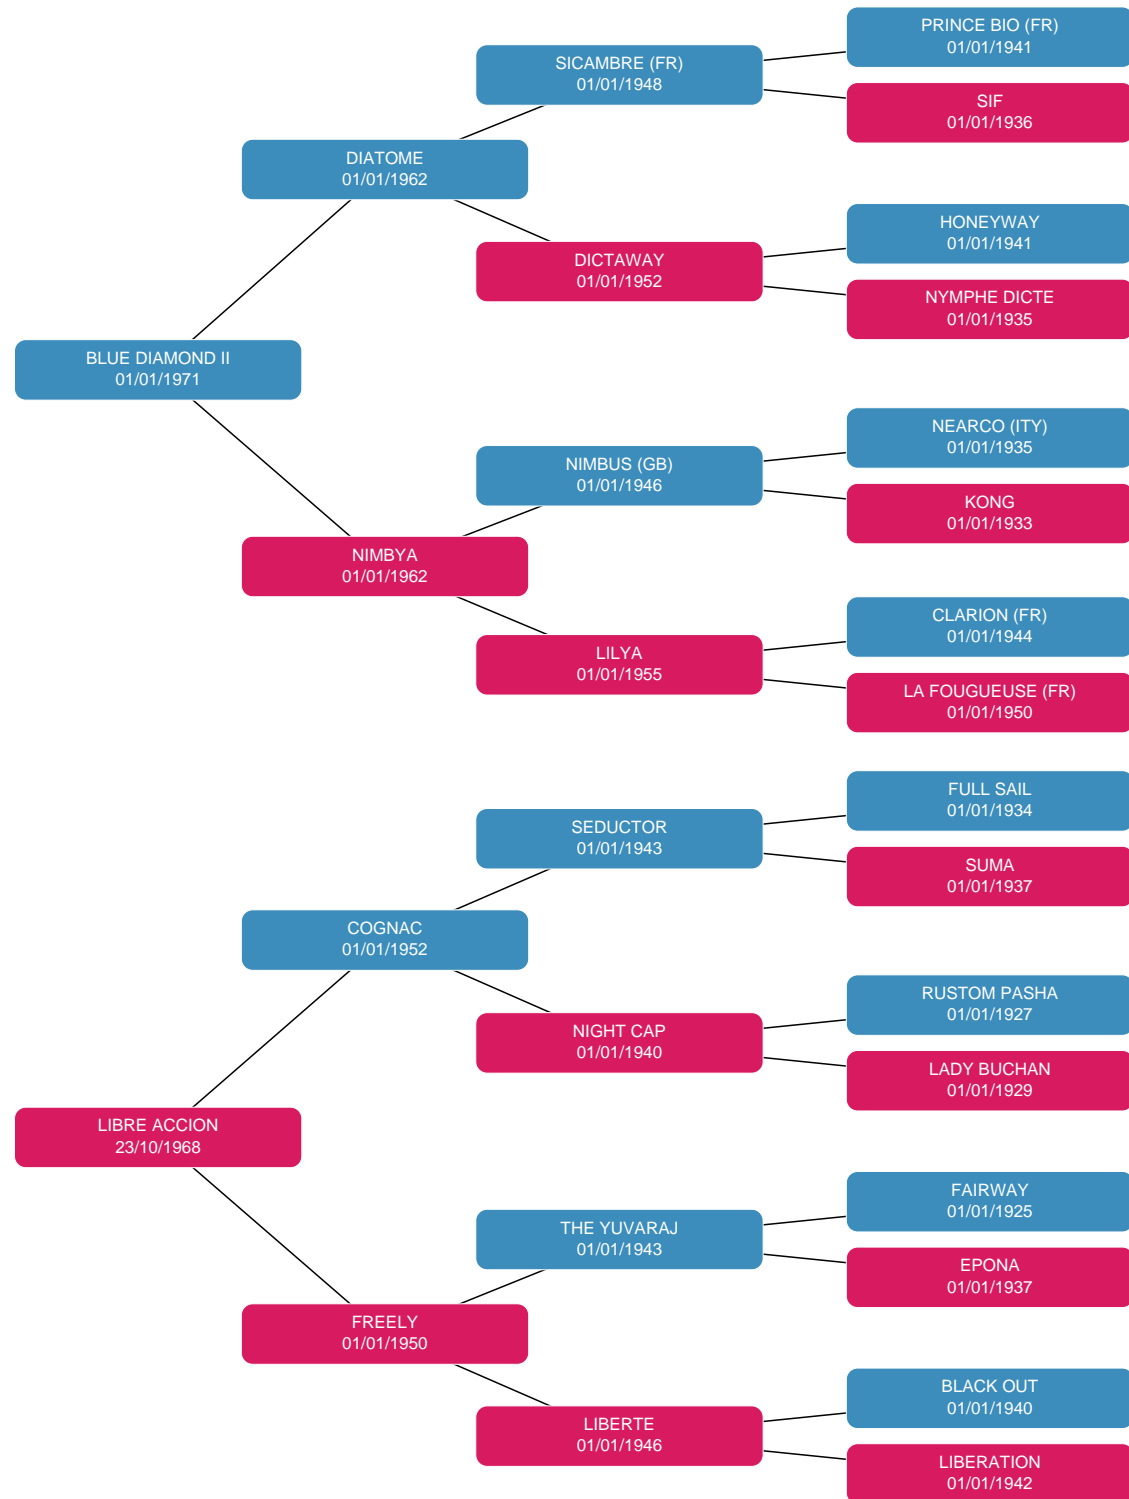 PRINCE BIO (FR)
01/01/1941
SICAMBRE (FR)
01/01/1948
SIF
01/01/1936
DIATOME
01/01/1962
HONEYWAY
01/01/1941
DICTAWAY
01/01/1952
NYMPHE DICTE
01/01/1935
BLUE DIAMOND II
01/01/1971
NEARCO (ITY)
01/01/1935
NIMBUS (GB)
01/01/1946
KONG
01/01/1933
NIMBYA
01/01/1962
CLARION (FR)
01/01/1944
LILYA
01/01/1955
LA FOUGUEUSE (FR)
01/01/1950
FULL SAIL
01/01/1934
SEDUCTOR
01/01/1943
SUMA
01/01/1937
COGNAC
01/01/1952
RUSTOM PASHA
01/01/1927
NIGHT CAP
01/01/1940
LADY BUCHAN
01/01/1929
LIBRE ACCION
23/10/1968
FAIRWAY
01/01/1925
THE YUVARAJ
01/01/1943
EPONA
01/01/1937
FREELY
01/01/1950
BLACK OUT
01/01/1940
LIBERTE
01/01/1946
LIBERATION
01/01/1942